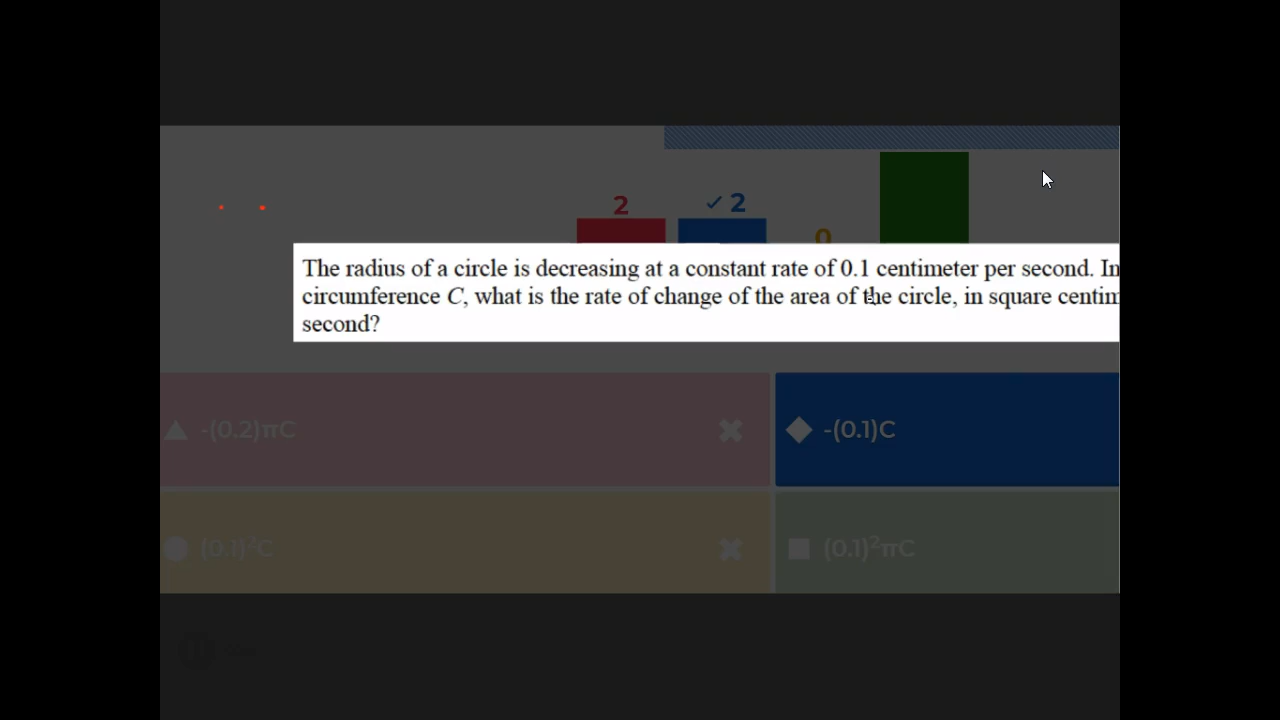 2
✓ 2
0
The radius of a circle is decreasing at a constant rate of 0.1 centimeter per second. In
circumference C, what is the rate of change of the area of the circle, in square centim
second?
-(0.2)πC
-(0.1)C
(0.1)²C
(0.1)²πC